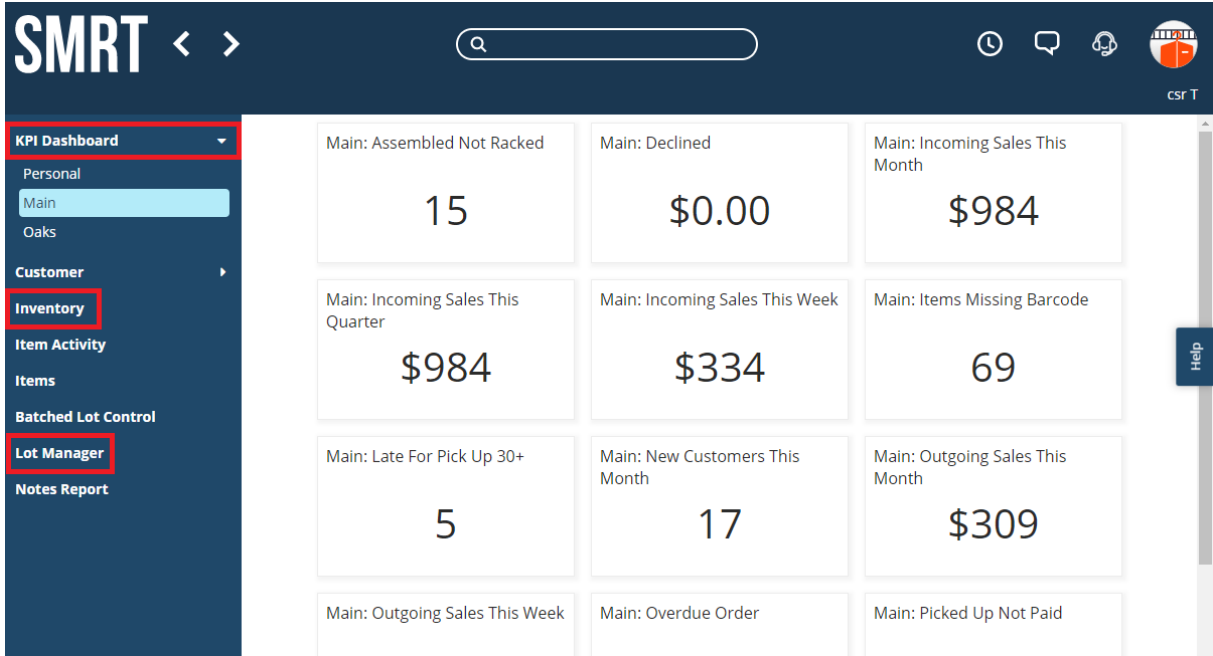 SMRT
csr T
KPI Dashboard
Personal
Main
Oaks
Customer
Inventory
Item Activity
Items
Batched Lot Control
Lot Manager
Notes Report
Main: Assembled Not Racked
15
Main: Declined
$0.00
Main: Incoming Sales This
Month
$984
Main: Incoming Sales This
Quarter
$984
Main: Incoming Sales This Week
$334
Main: Items Missing Barcode
69
Main: Late For Pick Up 30+
5
Main: New Customers This
Month
17
Main: Outgoing Sales This
Month
$309
Main: Outgoing Sales This Week
Main: Overdue Order
Main: Picked Up Not Paid
Help